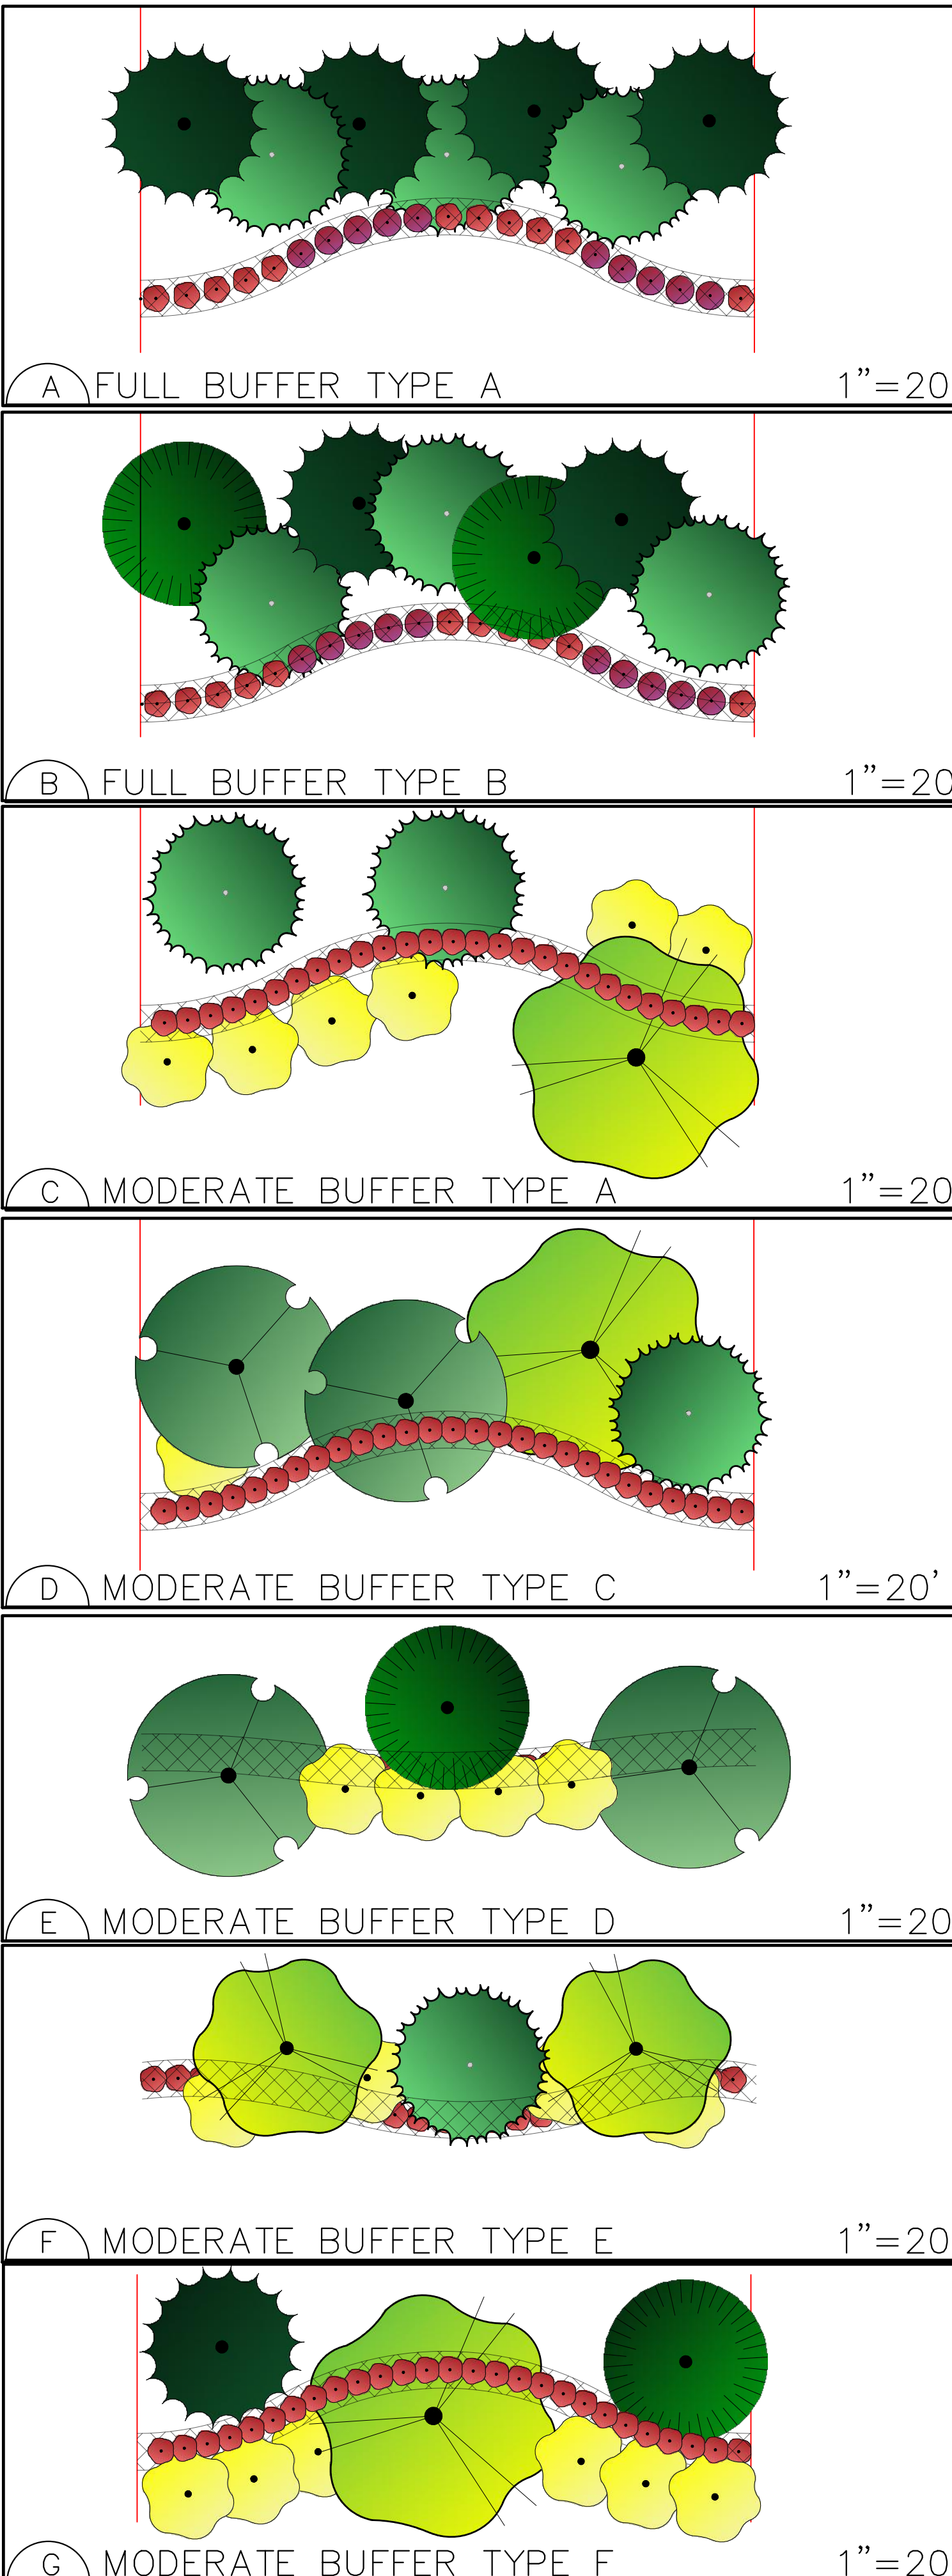 A FULL BUFFER TYPE A 1"=20
B FULL BUFFER TYPE B 1"=20
C MODERATE BUFFER TYPE A 1"=20
D MODERATE BUFFER TYPE C 1"=20'
E MODERATE BUFFER TYPE D 1"=20
F MODERATE BUFFER TYPE E 1"=20
G MODERATE BUFFER TYPE F 1"=20